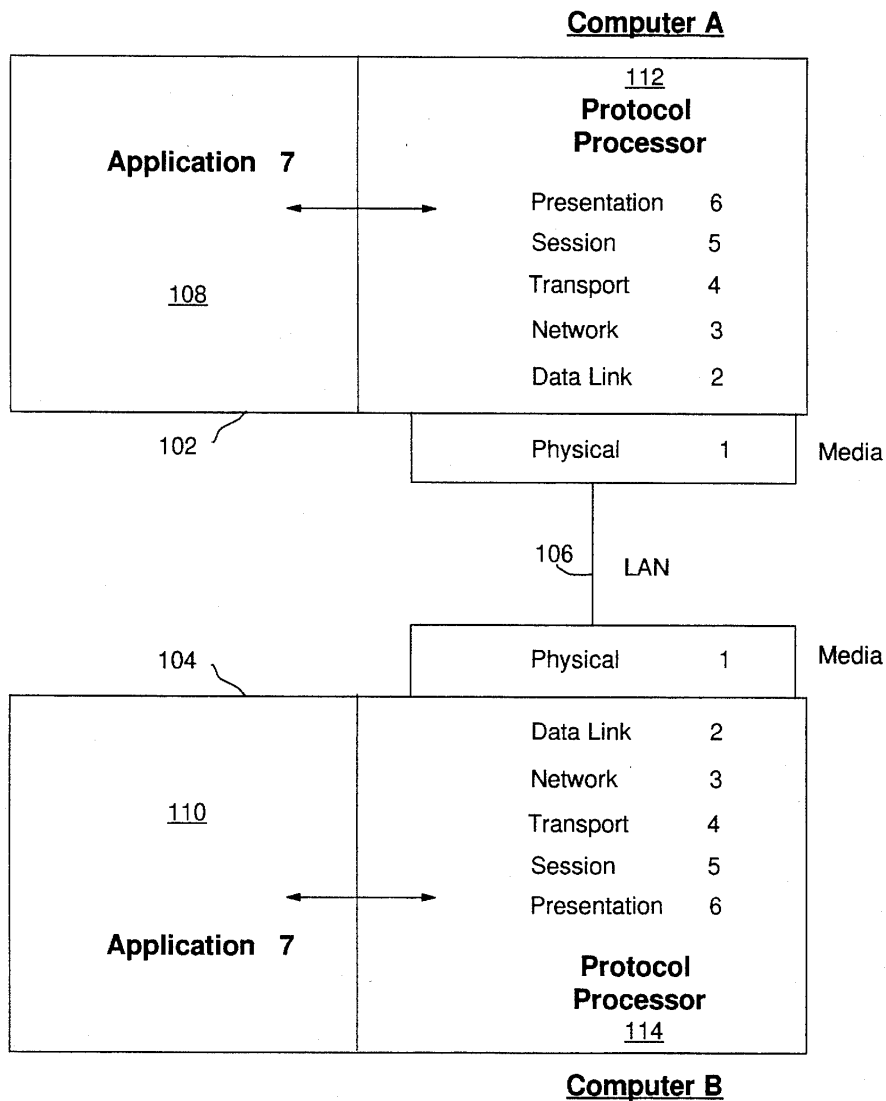 Computer A
112
Protocol
Processor
Application 7
Presentation 6
Session 5
108
Transport 4
Network 3
Data Link 2
102
Physical 1
Media
106
LAN
104
Physical 1
Media
Data Link 2
110
Network 3
Transport 4
Session 5
Presentation 6
Application 7
Protocol
Processor
114
Computer B